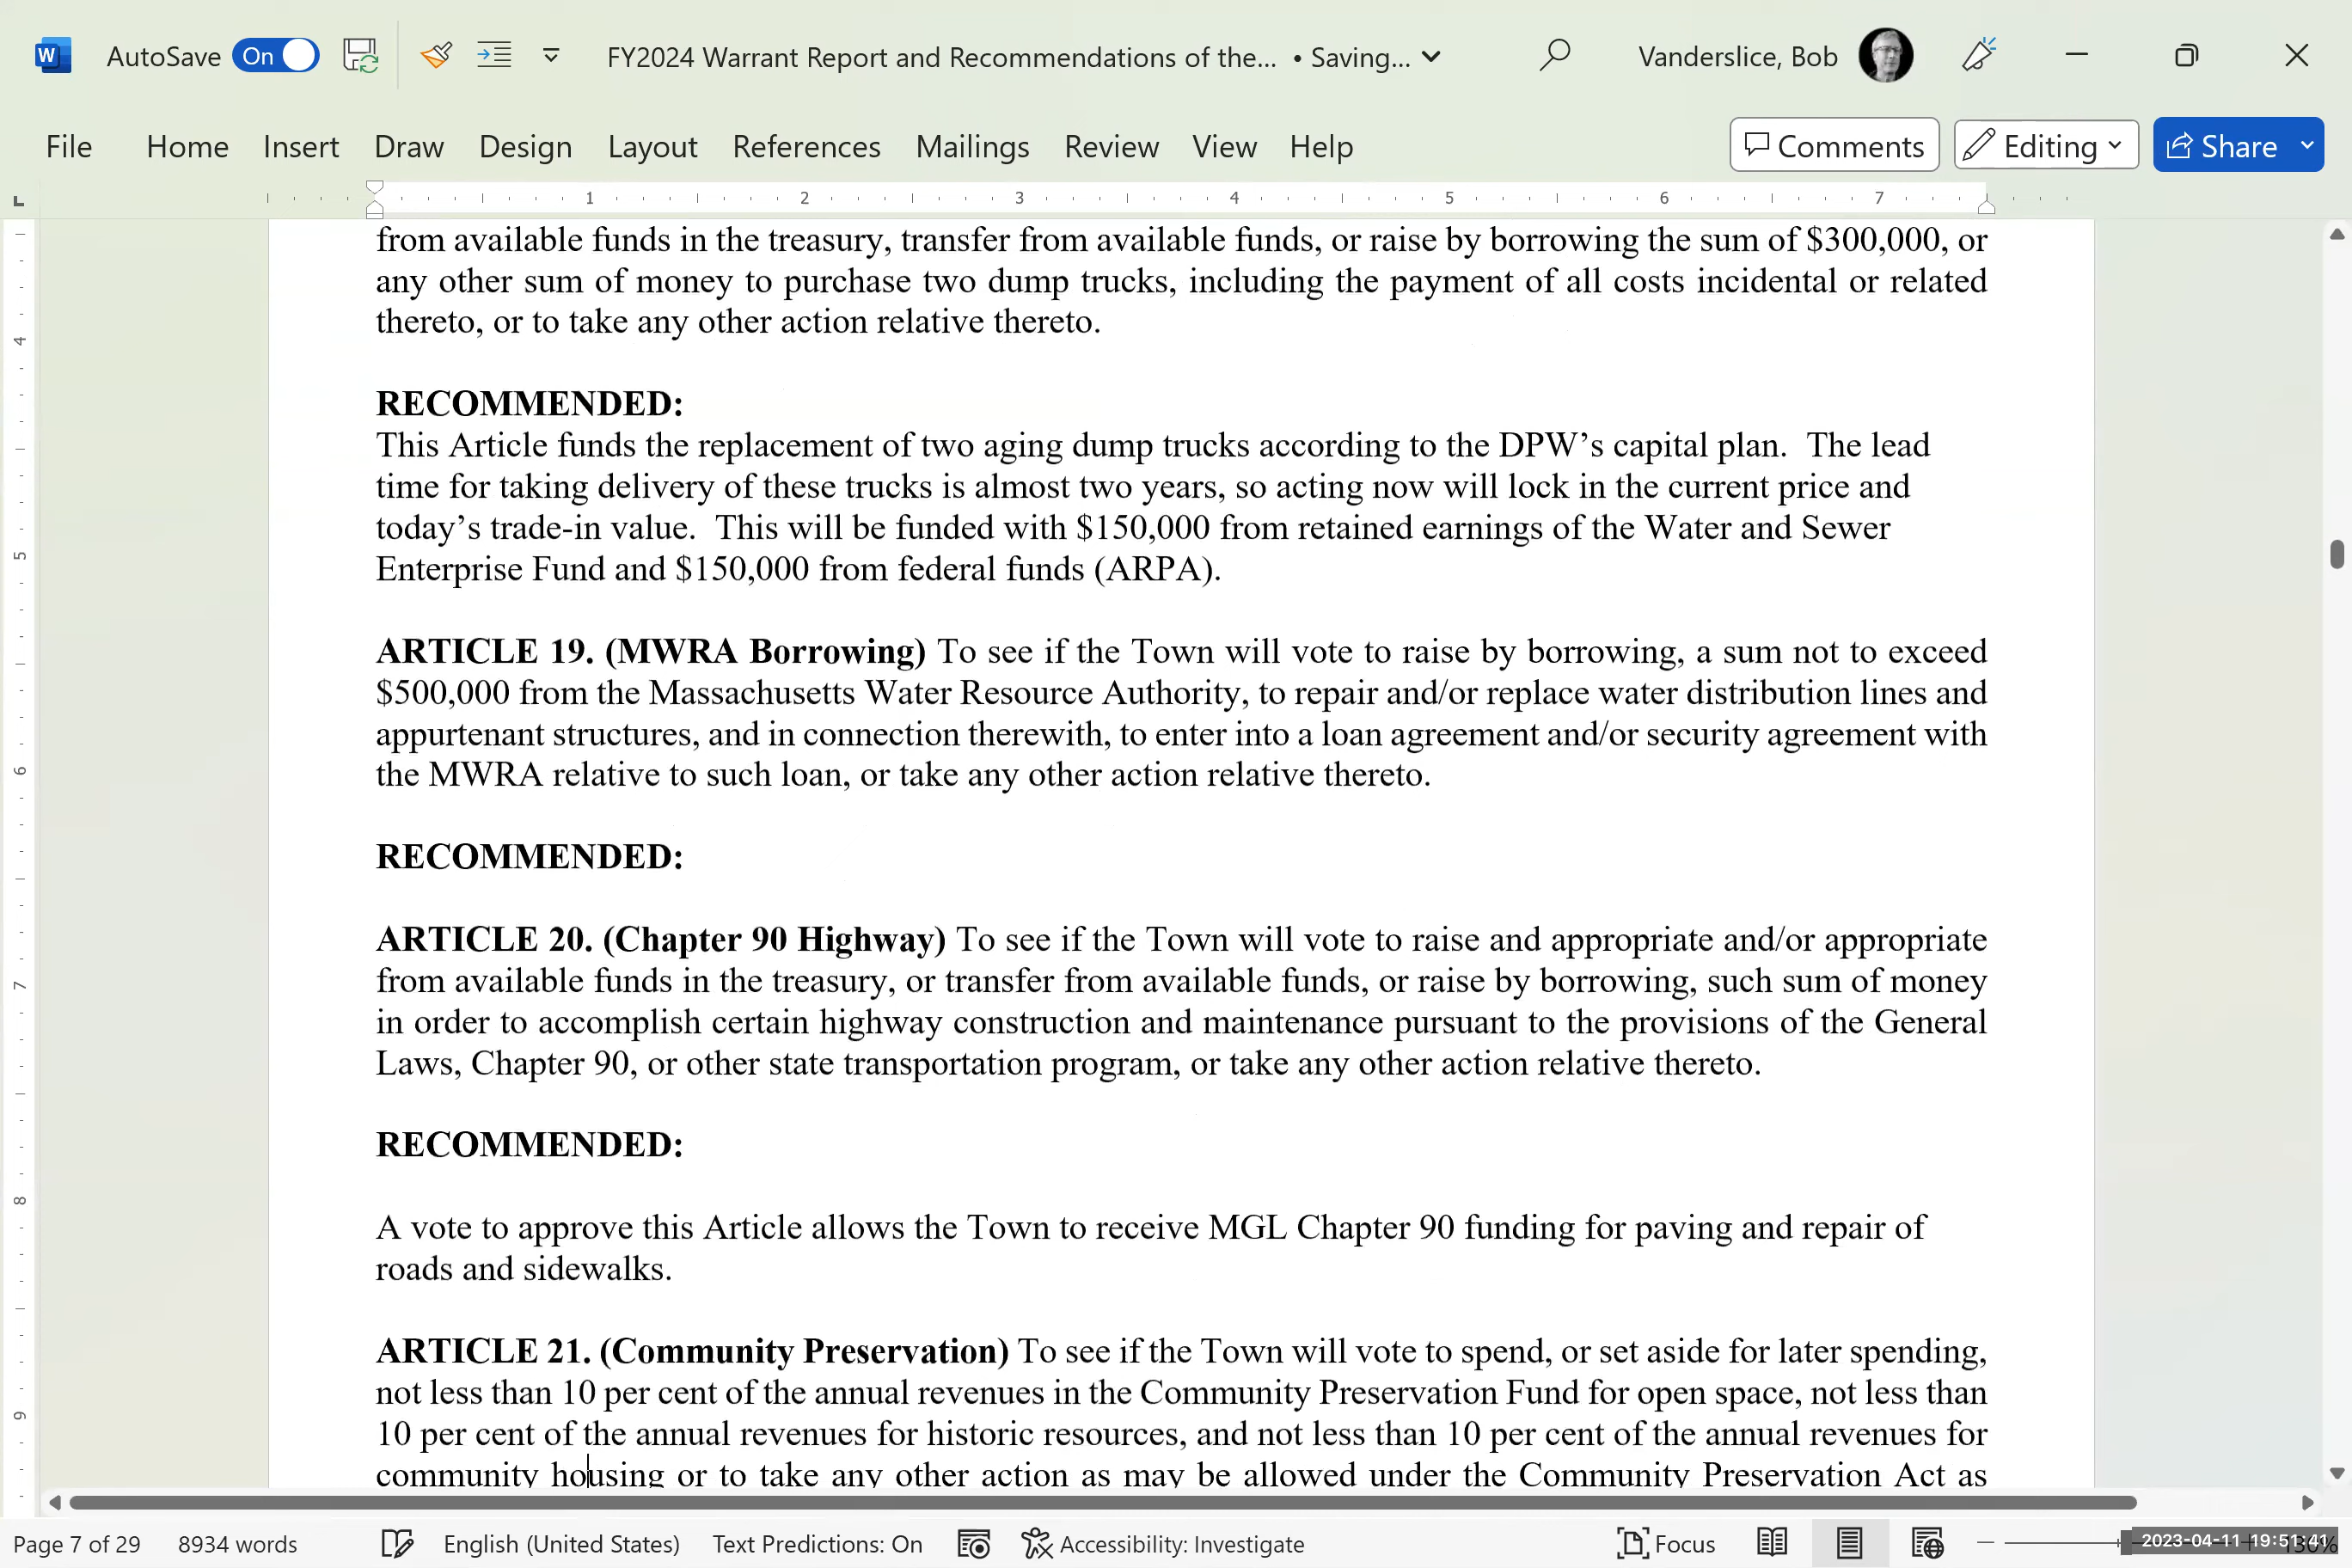 AutoSave On FY2024 Warrant Report and Recommendations of the... • Saving... Vanderslice, Bob
File Home Insert Draw Design Layout References Mailings Review View Help Comments Editing Share
1 2 3 4 5 6 7
from available funds in the treasury, transfer from available funds, or raise by borrowing the sum of $300,000, or
any other sum of money to purchase two dump trucks, including the payment of all costs incidental or related
thereto, or to take any other action relative thereto.
4
RECOMMENDED:
This Article funds the replacement of two aging dump trucks according to the DPW’s capital plan.  The lead
time for taking delivery of these trucks is almost two years, so acting now will lock in the current price and
today’s trade-in value.  This will be funded with $150,000 from retained earnings of the Water and Sewer
5
Enterprise Fund and $150,000 from federal funds (ARPA).
ARTICLE 19. (MWRA Borrowing) To see if the Town will vote to raise by borrowing, a sum not to exceed
$500,000 from the Massachusetts Water Resource Authority, to repair and/or replace water distribution lines and
appurtenant structures, and in connection therewith, to enter into a loan agreement and/or security agreement with
6
the MWRA relative to such loan, or take any other action relative thereto.
RECOMMENDED:
ARTICLE 20. (Chapter 90 Highway) To see if the Town will vote to raise and appropriate and/or appropriate
from available funds in the treasury, or transfer from available funds, or raise by borrowing, such sum of money
7
in order to accomplish certain highway construction and maintenance pursuant to the provisions of the General
Laws, Chapter 90, or other state transportation program, or take any other action relative thereto.
RECOMMENDED:
8
A vote to approve this Article allows the Town to receive MGL Chapter 90 funding for paving and repair of
roads and sidewalks.
ARTICLE 21. (Community Preservation) To see if the Town will vote to spend, or set aside for later spending,
not less than 10 per cent of the annual revenues in the Community Preservation Fund for open space, not less than
9
10 per cent of the annual revenues for historic resources, and not less than 10 per cent of the annual revenues for
community housing or to take any other action as may be allowed under the Community Preservation Act as
Page 7 of 29 8934 words English (United States) Text Predictions: On Accessibility: Investigate Focus 2023-04-11 19:51:41